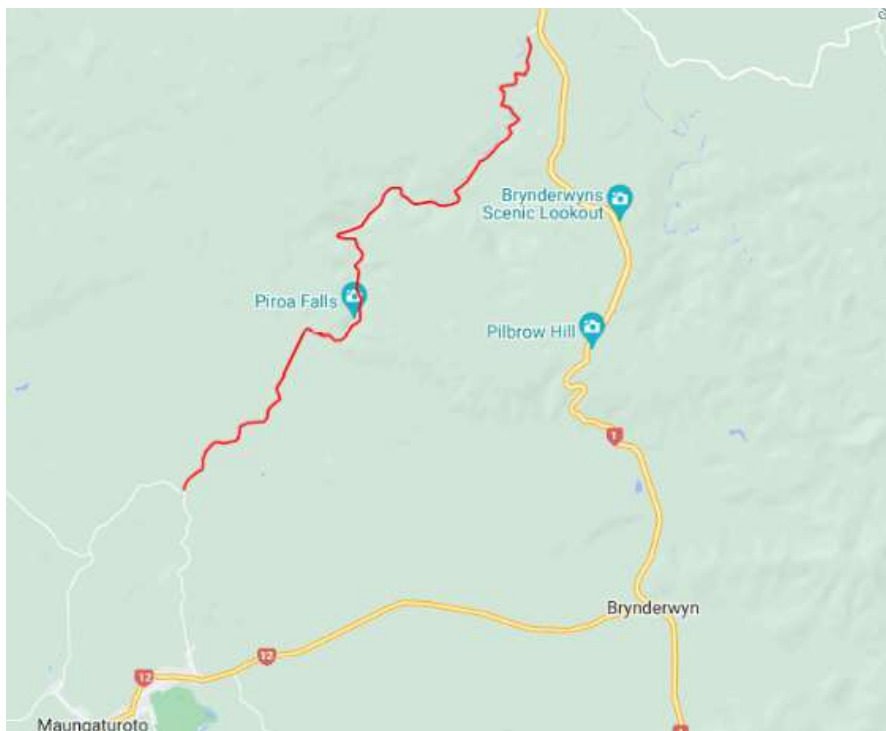 Brynderwyns
Scenic Lookout
Piroa Falls
Pilbrow Hill
1
Brynderwyn
12
12
Maungaturoto